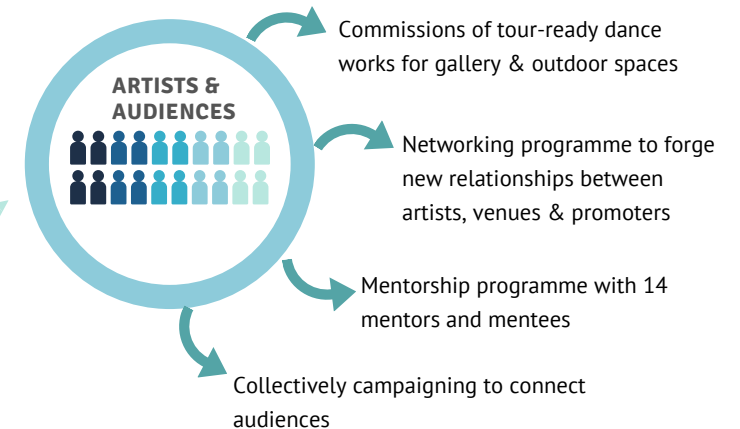 ARTISTS &
AUDIENCES
Commissions of tour-ready dance
works for gallery & outdoor spaces
Networking programme to forge
new relationships between
artists, venues & promoters
Mentorship programme with 14
mentors and mentees
Collectively campaigning to connect
audiences